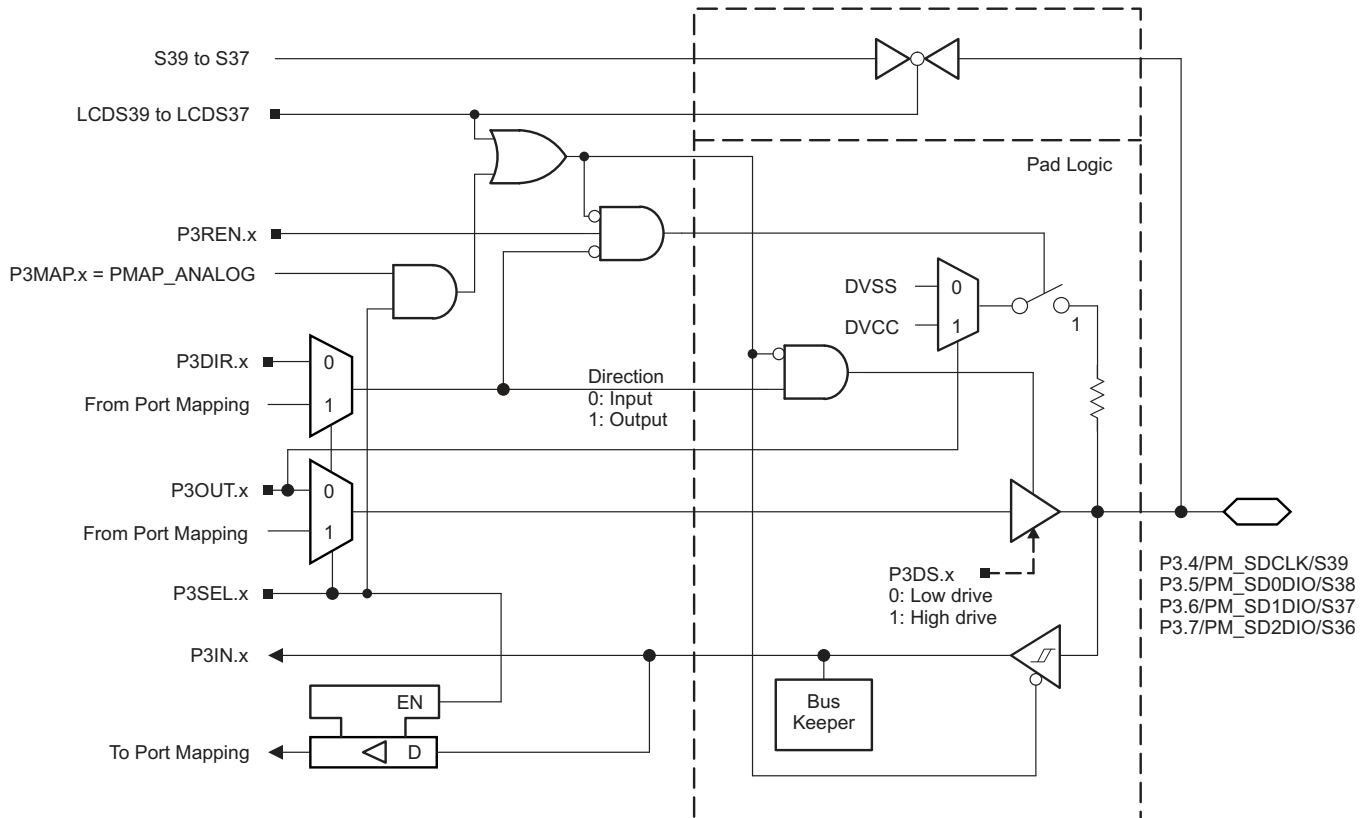 S39 to S37
LCDS39 to LCDS37
Pad Logic
P3REN.x
P3MAP.x = PMAP_ANALOG
DVSS
0
DVCC
1
1
P3DIR.x
0
From Port Mapping
1
Direction
0: Input
1: Output
P3OUT.x
0
From Port Mapping
1
P3SEL.x
P3DS.x
0: Low drive
1: High drive
P3.4/PM_SDCLK/S39
P3.5/PM_SD0DIO/S38
P3.6/PM_SD1DIO/S37
P3.7/PM_SD2DIO/S36
P3IN.x
EN
Bus
Keeper
To Port Mapping
D